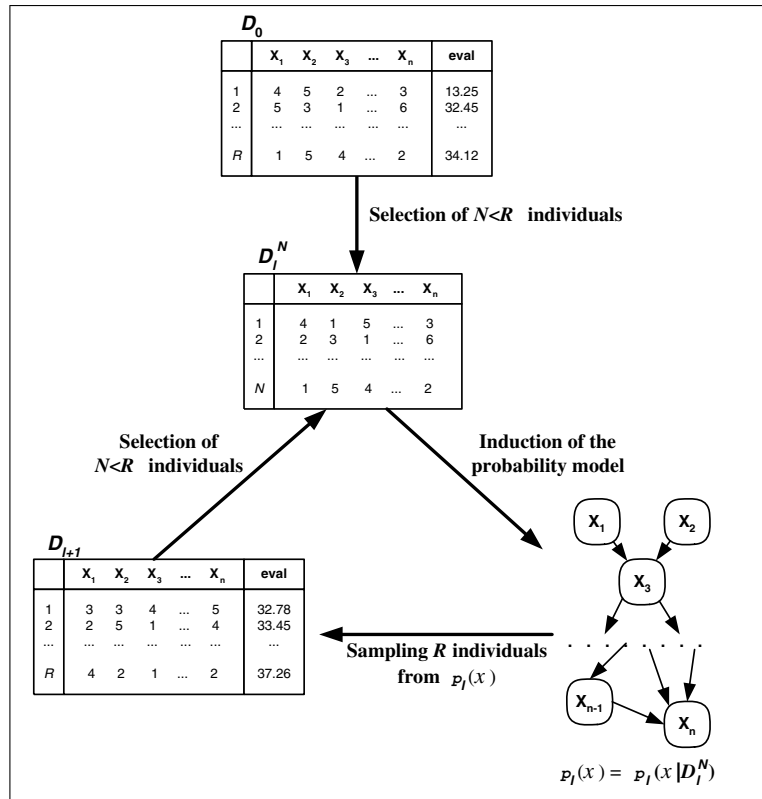 D0
X1 X2 X3 ... Xn eval
1 4 5 2 ... 3 13.25
2 5 3 1 ... 6 32.45
... ... ... ... ... ... ...
R 1 5 4 ... 2 34.12
Selection of N<R individuals
DlN
X1 X2 X3 ... Xn
1 4 1 5 ... 3
2 2 3 1 ... 6
... ... ... ... ... ...
N 1 5 4 ... 2
Selection of
N<R individuals
Induction of the
probability model
Dl+1
X1 X2 X3 ... Xn eval
1 3 3 4 ... 5 32.78
2 2 5 1 ... 4 33.45
... ... ... ... ... ... ...
R 4 2 1 ... 2 37.26
X1 X2
X3
. . . . . . . .
Xn-1
Xn
Sampling R individuals
from pl(x)
pl(x) = pl(x|DlN)